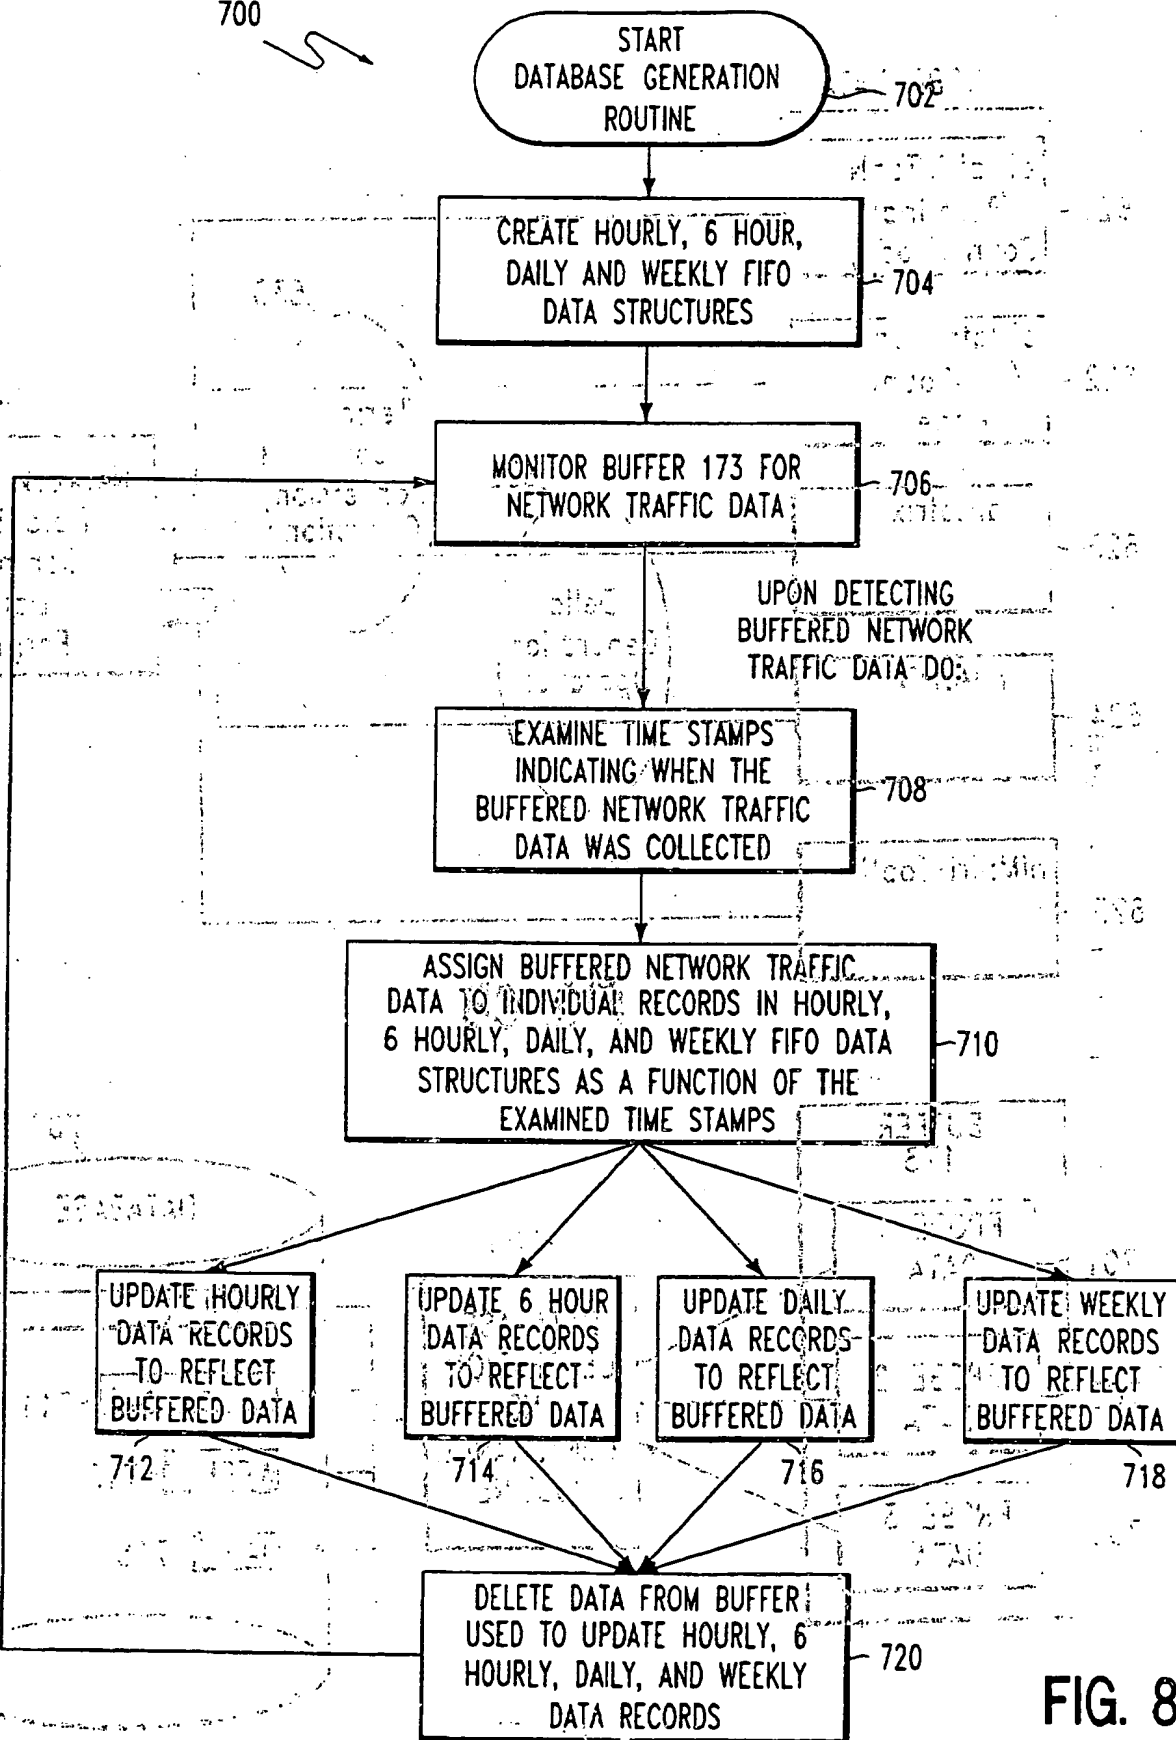 700
START
DATABASE GENERATION
ROUTINE
702
CREATE HOURLY, 6 HOUR,
DAILY AND WEEKLY FIFO
DATA STRUCTURES
704
MONITOR BUFFER 173 FOR
NETWORK TRAFFIC DATA
706
UPON DETECTING
BUFFERED NETWORK
TRAFFIC DATA DO:
EXAMINE TIME STAMPS
INDICATING WHEN THE
BUFFERED NETWORK TRAFFIC
DATA WAS COLLECTED
708
ASSIGN BUFFERED NETWORK TRAFFIC
DATA TO INDIVIDUAL RECORDS IN HOURLY,
6 HOURLY, DAILY, AND WEEKLY FIFO DATA
STRUCTURES AS A FUNCTION OF THE
EXAMINED TIME STAMPS
710
UPDATE HOURLY
DATA RECORDS
TO REFLECT
BUFFERED DATA
712
UPDATE 6 HOUR
DATA RECORDS
TO REFLECT
BUFFERED DATA
714
UPDATE DAILY
DATA RECORDS
TO REFLECT
BUFFERED DATA
716
UPDATE WEEKLY
DATA RECORDS
TO REFLECT
BUFFERED DATA
718
DELETE DATA FROM BUFFER
USED TO UPDATE HOURLY, 6
HOURLY, DAILY, AND WEEKLY
DATA RECORDS
720
FIG. 8